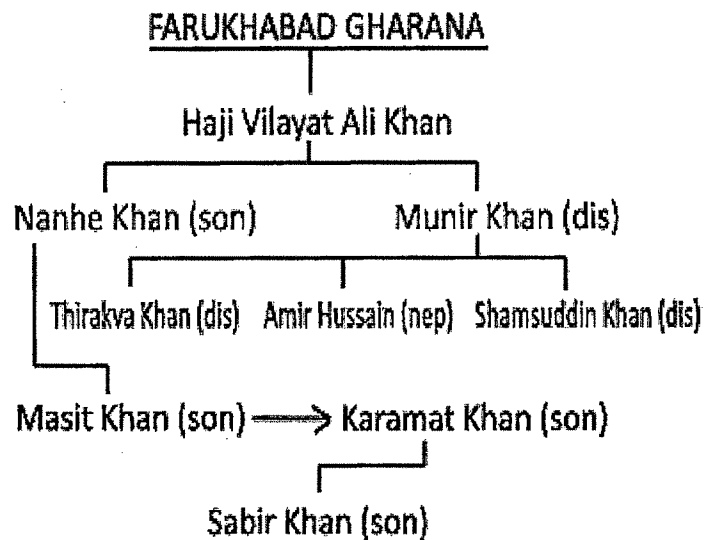 FARUKHABAD GHARANA
Haji Vilayat Ali Khan
Nanhe Khan (son) Munir Khan (dis)
Thirakva Khan (dis) Amir Hussain (nep) Shamsuddin Khan (dis)
Masit Khan (son) → Karamat Khan (son)
Sabir Khan (son)